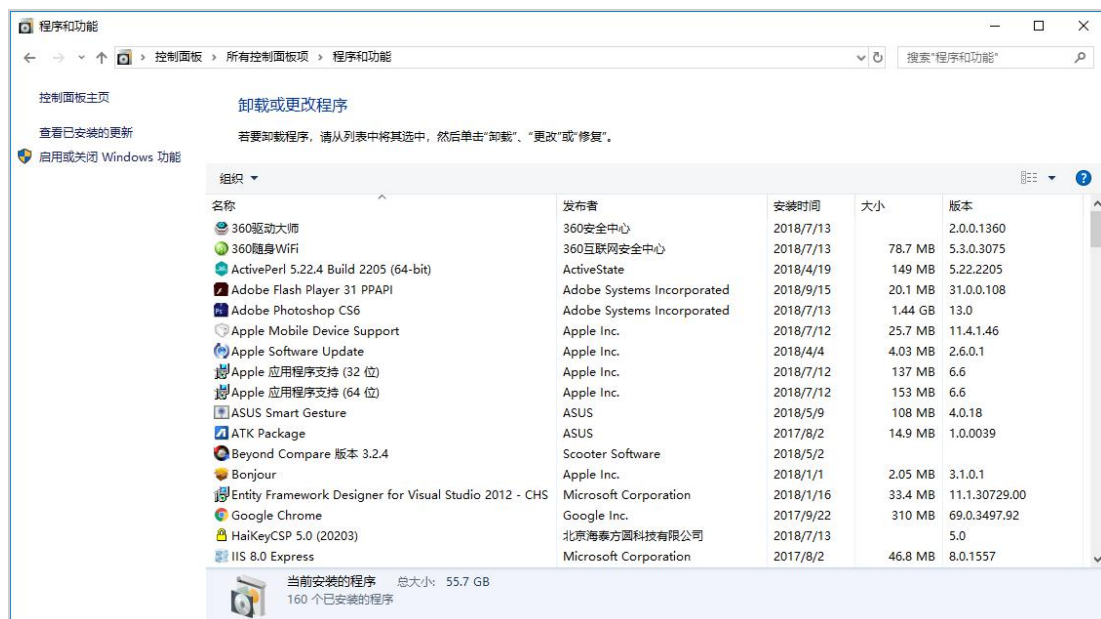 程序和功能
控制面板 › 所有控制面板项 › 程序和功能
搜索"程序和功能"
控制面板主页
查看已安装的更新
启用或关闭 Windows 功能
卸载或更改程序
若要卸载程序，请从列表中将其选中，然后单击“卸载”、“更改”或“修复”。
组织
名称 发布者 安装时间 大小 版本
360驱动大师 360安全中心 2018/7/13 2.0.0.1360
360随身WiFi 360互联网安全中心 2018/7/13 78.7 MB 5.3.0.3075
ActivePerl 5.22.4 Build 2205 (64-bit) ActiveState 2018/4/19 149 MB 5.22.2205
Adobe Flash Player 31 PPAPI Adobe Systems Incorporated 2018/9/15 20.1 MB 31.0.0.108
Adobe Photoshop CS6 Adobe Systems Incorporated 2018/7/13 1.44 GB 13.0
Apple Mobile Device Support Apple Inc. 2018/7/12 25.7 MB 11.4.1.46
Apple Software Update Apple Inc. 2018/4/4 4.03 MB 2.6.0.1
Apple 应用程序支持 (32 位) Apple Inc. 2018/7/12 137 MB 6.6
Apple 应用程序支持 (64 位) Apple Inc. 2018/7/12 153 MB 6.6
ASUS Smart Gesture ASUS 2018/5/9 108 MB 4.0.18
ATK Package ASUS 2017/8/2 14.9 MB 1.0.0039
Beyond Compare 版本 3.2.4 Scooter Software 2018/5/2
Bonjour Apple Inc. 2018/1/1 2.05 MB 3.1.0.1
Entity Framework Designer for Visual Studio 2012 - CHS Microsoft Corporation 2018/1/16 33.4 MB 11.1.30729.00
Google Chrome Google Inc. 2017/9/22 310 MB 69.0.3497.92
HaiKeyCSP 5.0 (20203) 北京海泰方圆科技有限公司 2018/7/13 5.0
IIS 8.0 Express Microsoft Corporation 2017/8/2 46.8 MB 8.0.1557
当前安装的程序 总大小: 55.7 GB
160 个已安装的程序